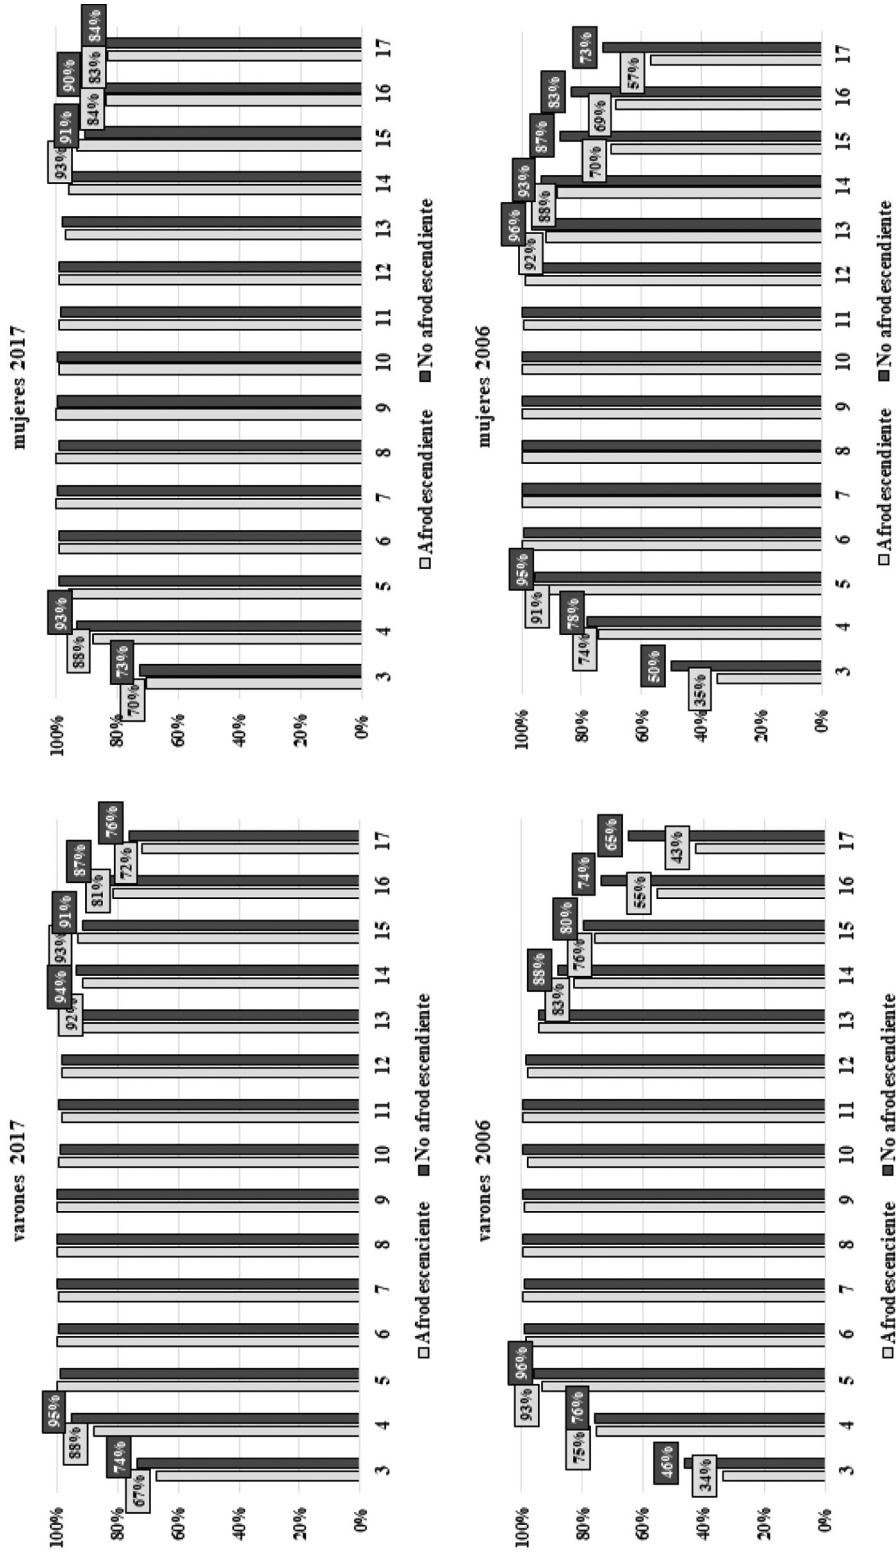 varones 2017
100%
80%
60%
40%
20%
0%
67% 74% 88% 95% 92% 94% 93% 91% 81% 87% 72% 76%
3 4 5 6 7 8 9 10 11 12 13 14 15 16 17
Afrodescenciente No afrodescendiente
mujeres 2017
100%
80%
60%
40%
20%
0%
70% 73% 88% 93% 93% 91% 84% 90% 83% 84%
3 4 5 6 7 8 9 10 11 12 13 14 15 16 17
Afrodescendiente No afrodescendiente
varones 2006
100%
80%
60%
40%
20%
0%
34% 46% 75% 76% 93% 96% 83% 88% 76% 80% 55% 74% 43% 65%
3 4 5 6 7 8 9 10 11 12 13 14 15 16 17
Afrodescendiente No afrodescendiente
mujeres 2006
100%
80%
60%
40%
20%
0%
35% 50% 74% 78% 91% 95% 92% 96% 88% 93% 70% 87% 69% 83% 57% 73%
3 4 5 6 7 8 9 10 11 12 13 14 15 16 17
Afrodescendiente No afrodescendiente